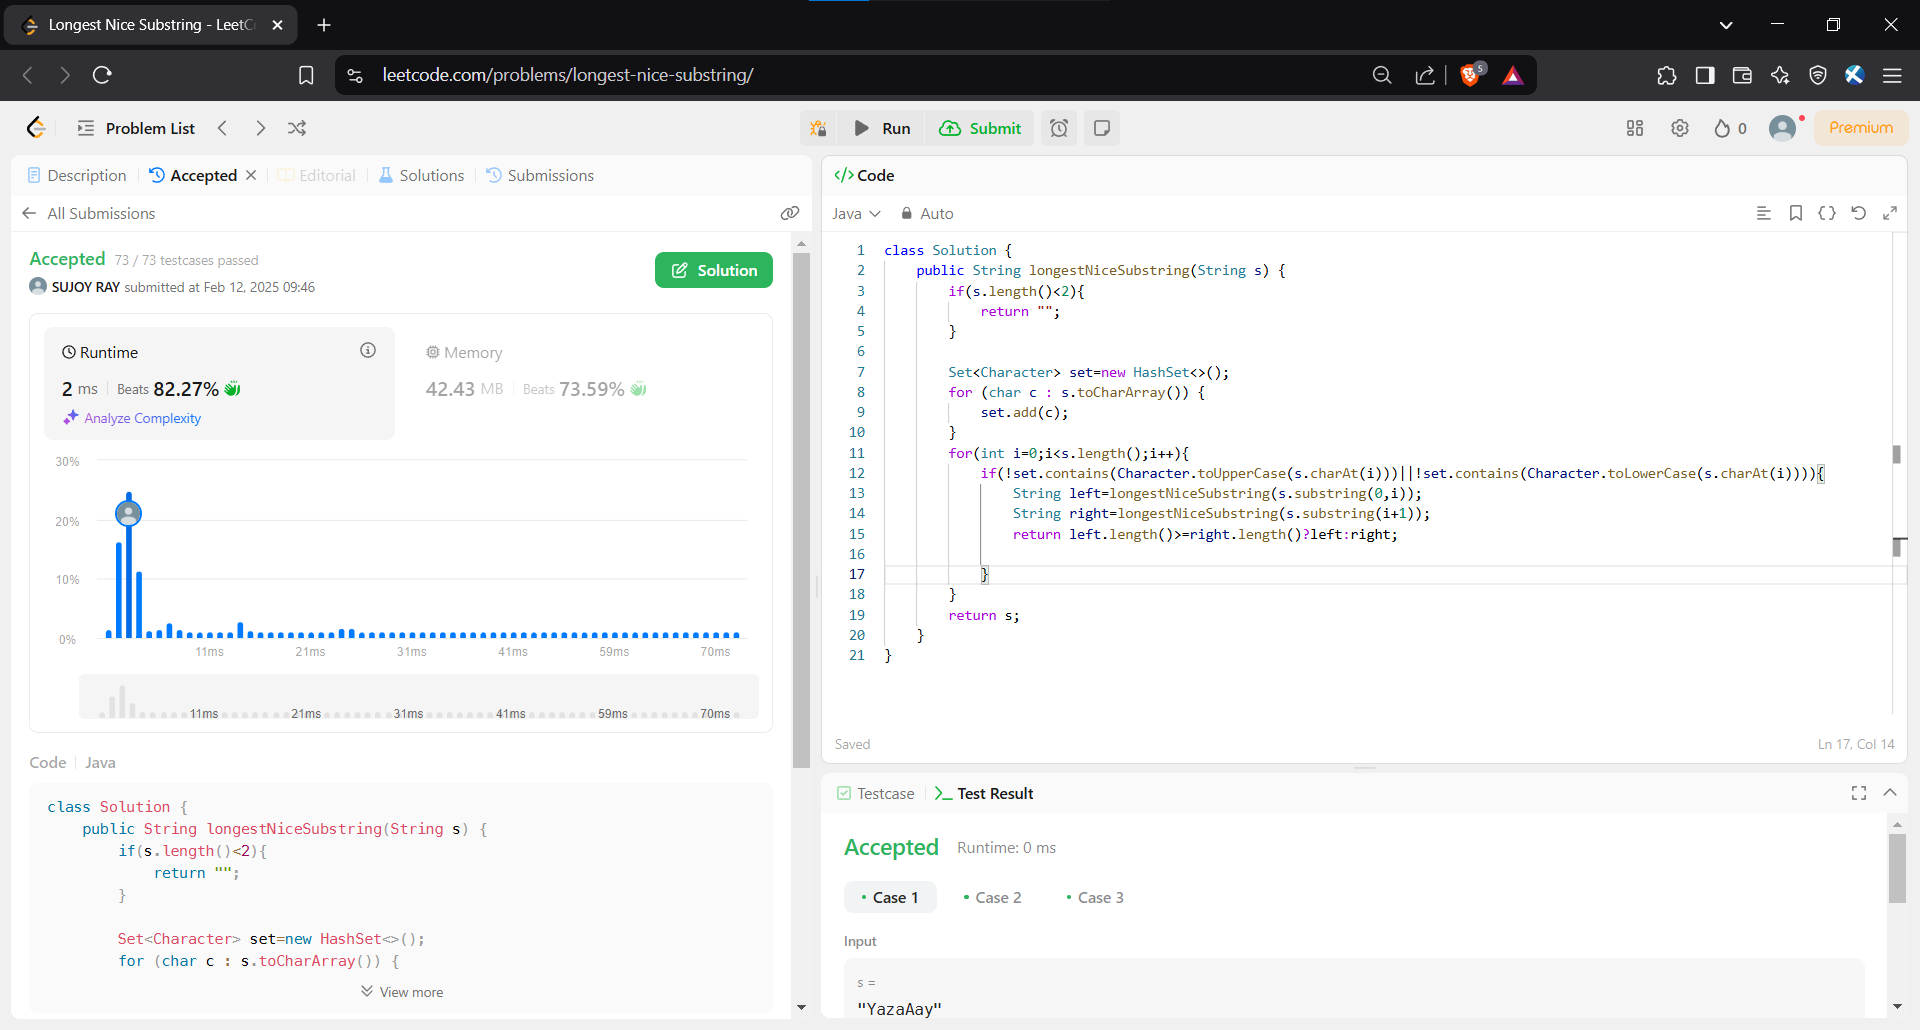 Longest Nice Substring - LeetC
leetcode.com/problems/longest-nice-substring/
5
Problem List
Run
Submit
0
Premium
Description
Accepted
Editorial
Solutions
Submissions
All Submissions
Accepted 73 / 73 testcases passed
SUJOY RAY submitted at Feb 12, 2025 09:46
Solution
Runtime
2 ms
Beats 82.27%
Analyze Complexity
Memory
42.43 MB
Beats 73.59%
30%
20%
10%
0%
11ms 21ms 31ms 41ms 59ms 70ms
11ms 21ms 31ms 41ms 59ms 70ms
Code Java
class Solution {
public String longestNiceSubstring(String s) {
if(s.length()<2){
return "";
}
Set<Character> set=new HashSet<>();
for (char c : s.toCharArray()) {
View more
</> Code
Java
Auto
1 class Solution {
2 public String longestNiceSubstring(String s) {
3 if(s.length()<2){
4 return "";
5 }
6
7 Set<Character> set=new HashSet<>();
8 for (char c : s.toCharArray()) {
9 set.add(c);
10 }
11 for(int i=0;i<s.length();i++){
12 if(!set.contains(Character.toUpperCase(s.charAt(i)))||!set.contains(Character.toLowerCase(s.charAt(i)))){
13 String left=longestNiceSubstring(s.substring(0,i));
14 String right=longestNiceSubstring(s.substring(i+1));
15 return left.length()>=right.length()?left:right;
16
17 }
18 }
19 return s;
20 }
21 }
Saved
Ln 17, Col 14
Testcase
Test Result
Accepted Runtime: 0 ms
Case 1
Case 2
Case 3
Input
s =
"YazaAay"